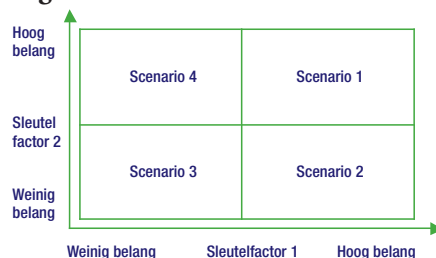 Hoog
belang
Scenario 4
Scenario 1
Sleutel
factor 2
Scenario 3
Scenario 2
Weinig
belang
Weinig belang
Sleutelfactor 1
Hoog belang